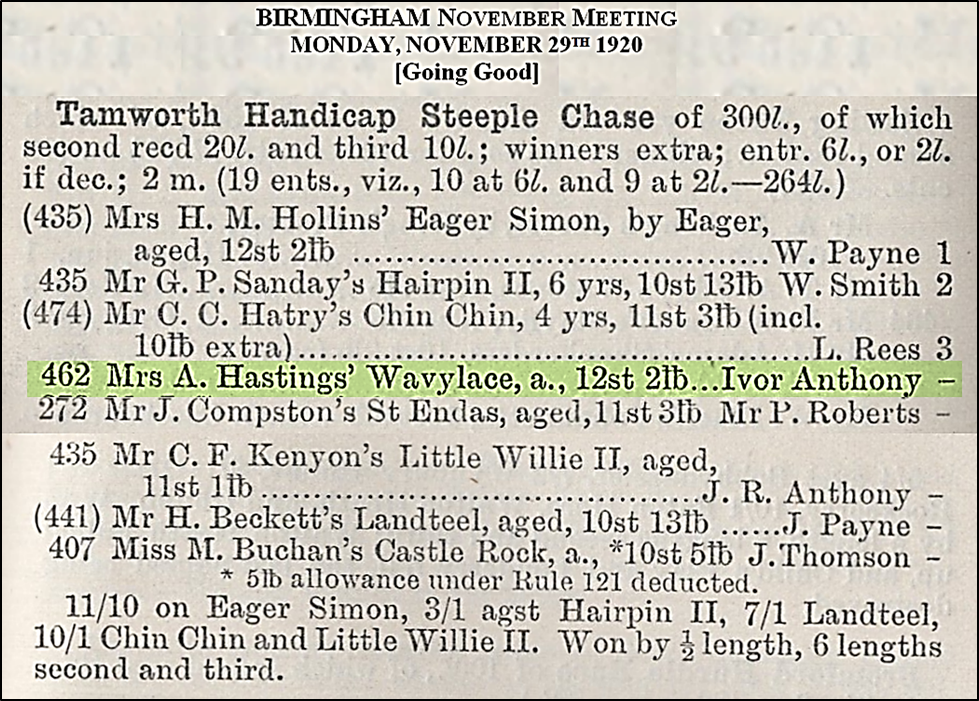 BIRMINGHAM NOVEMBER MEETING
MONDAY, NOVEMBER 29TH 1920
[Going Good]
Tamworth Handicap Steeple Chase of 300l., of which
second recd 20l. and third 10l.; winners extra; entr. 6l., or 2l.
if dec.; 2 m. (19 ents., viz., 10 at 6l. and 9 at 2l.—264l.)
(435) Mrs H. M. Hollins' Eager Simon, by Eager,
aged, 12st 2lb ....................................W. Payne 1
435 Mr G. P. Sanday's Hairpin II, 6 yrs, 10st 13lb W. Smith 2
(474) Mr C. C. Hatry's Chin Chin, 4 yrs, 11st 3lb (incl.
10lb extra)............................................L. Rees 3
462 Mrs A. Hastings' Wavylace, a., 12st 2lb...Ivor Anthony –
272 Mr J. Compston's St Endas, aged, 11st 3lb Mr P. Roberts –
435 Mr C. F. Kenyon's Little Willie II, aged,
11st 1lb ......................................J. R. Anthony –
(441) Mr H. Beckett's Landteel, aged, 10st 13lb ......J. Payne –
407 Miss M. Buchan's Castle Rock, a., *10st 5lb J. Thomson –
* 5lb allowance under Rule 121 deducted.
11/10 on Eager Simon, 3/1 agst Hairpin II, 7/1 Landteel,
10/1 Chin Chin and Little Willie II. Won by ½ length, 6 lengths
second and third.